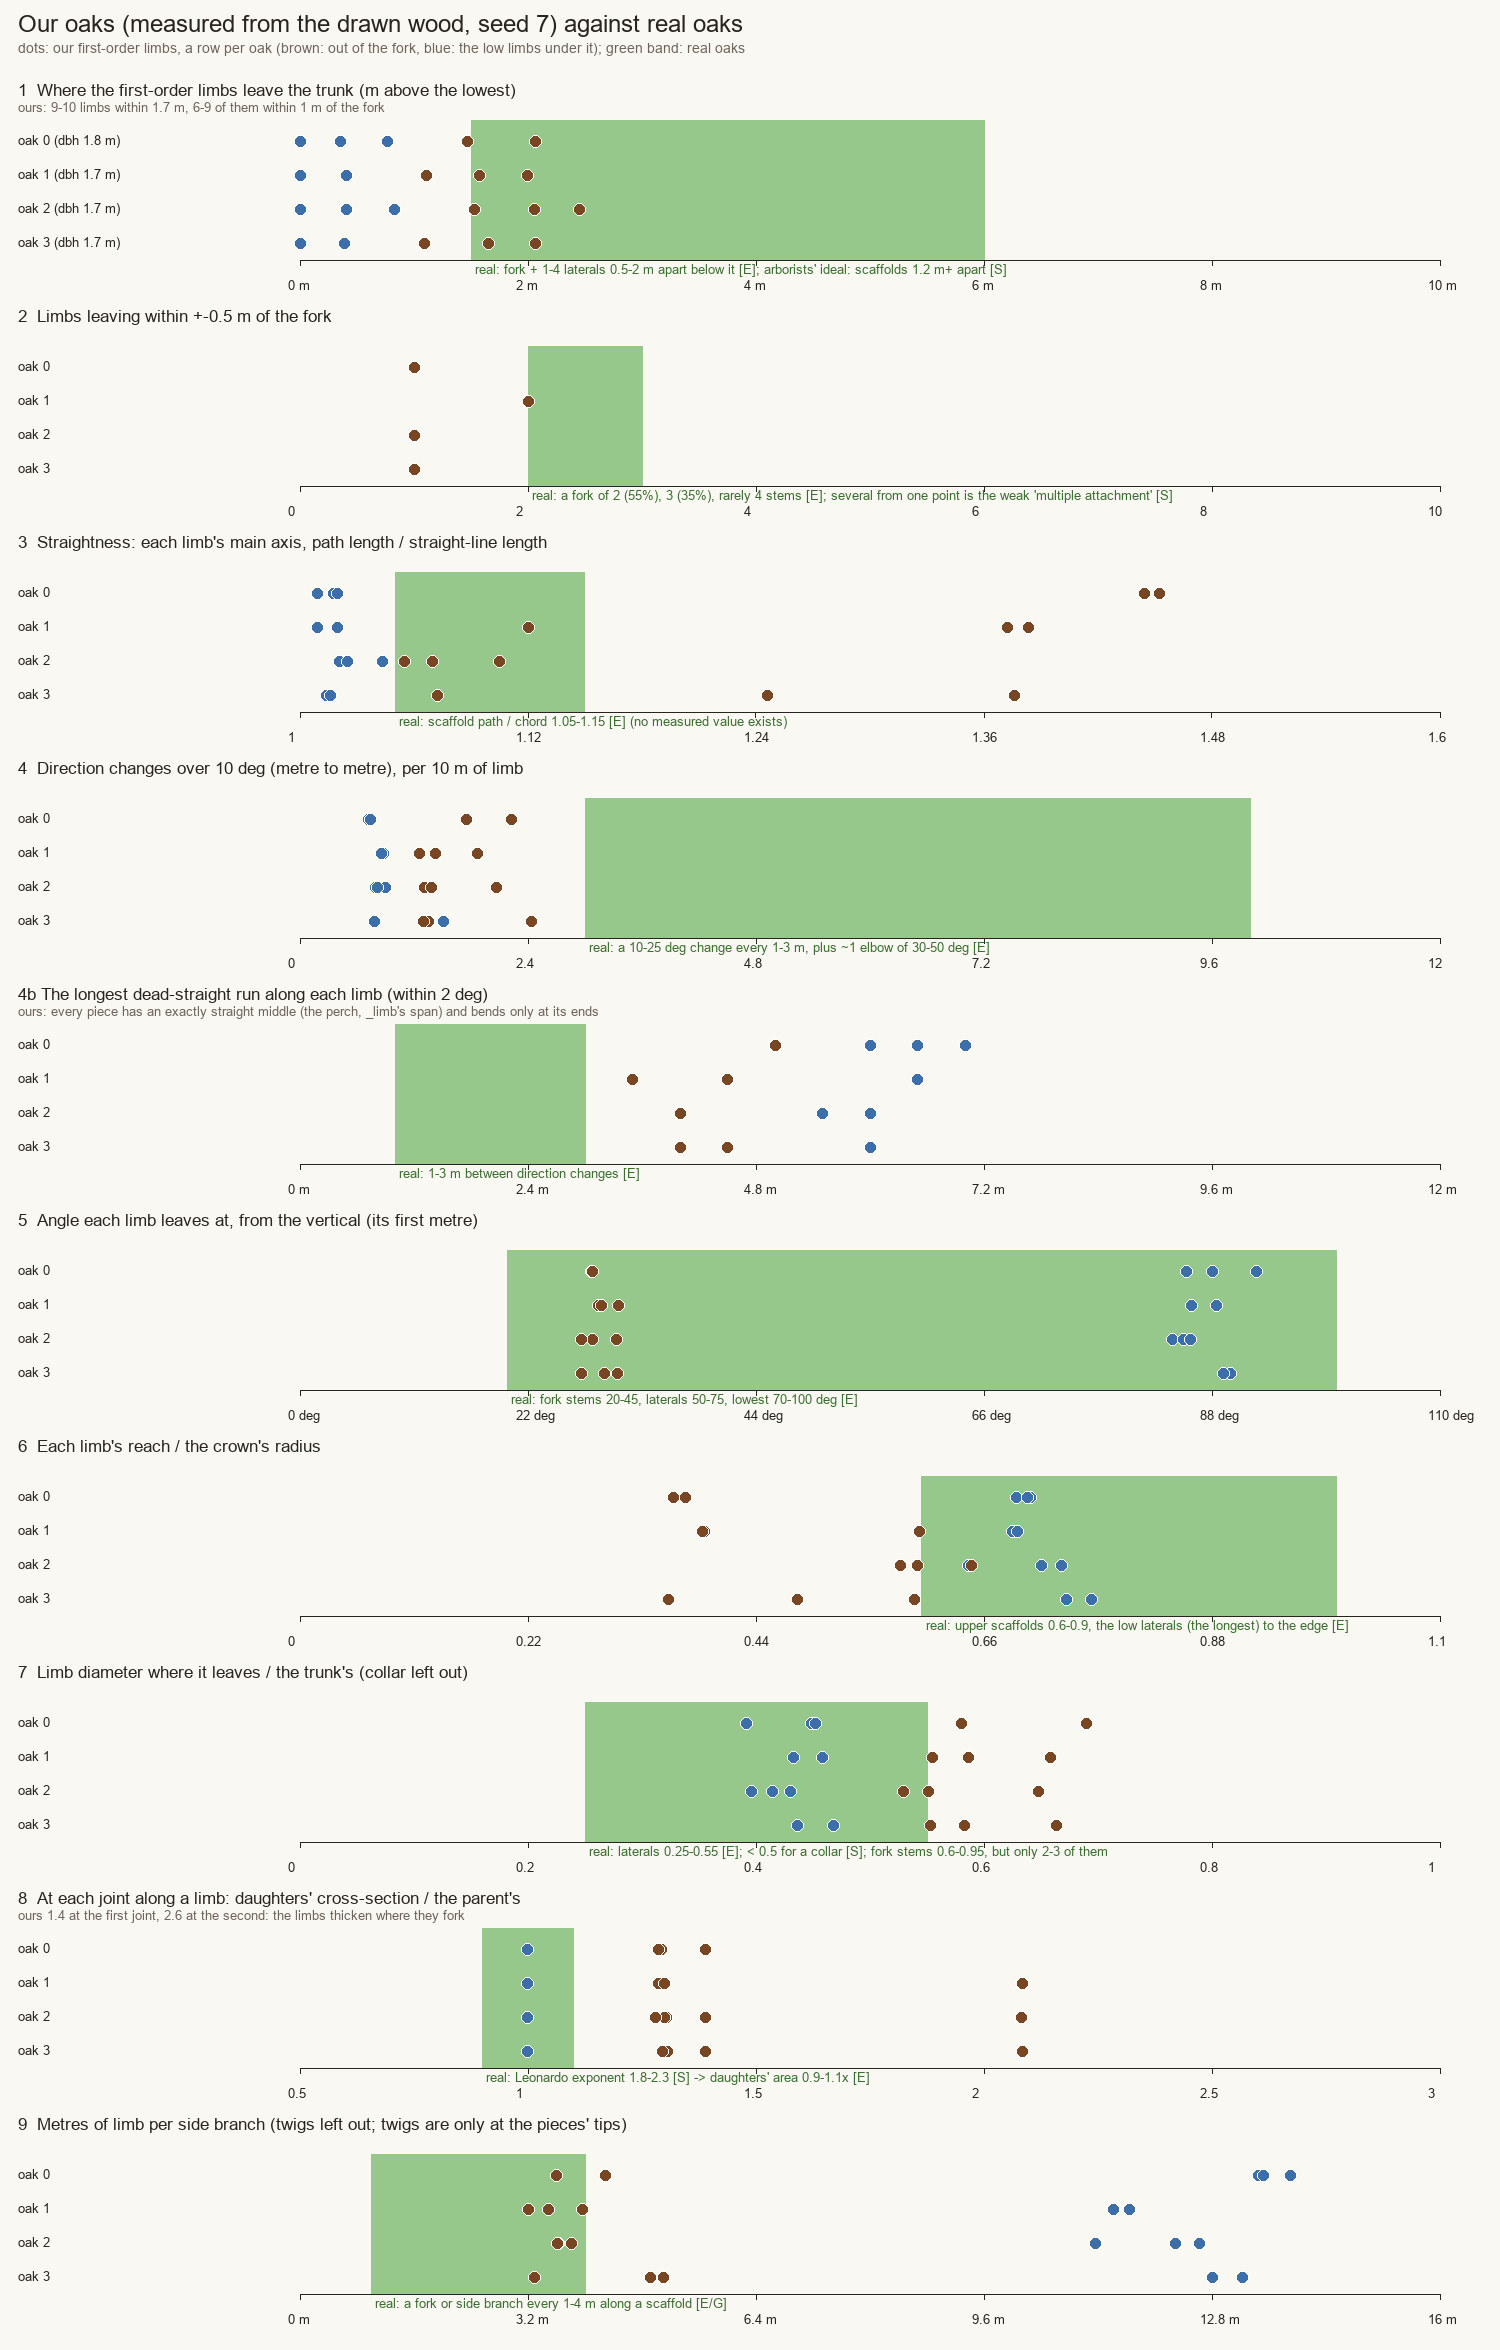 Our oaks (measured from the drawn wood, seed 7) against real oaks
dots: our first-order limbs, a row per oak (brown: out of the fork, blue: the low limbs under it); green band: real oaks
1 Where the first-order limbs leave the trunk (m above the lowest)
ours: 9-10 limbs within 1.7 m, 6-9 of them within 1 m of the fork
oak 0 (dbh 1.8 m)
oak 1 (dbh 1.7 m)
oak 2 (dbh 1.7 m)
oak 3 (dbh 1.7 m)
real: fork + 1-4 laterals 0.5-2 m apart below it [E]; arborists' ideal: scaffolds 1.2 m+ apart [S]
0 m 2 m 4 m 6 m 8 m 10 m
2 Limbs leaving within +-0.5 m of the fork
oak 0
oak 1
oak 2
oak 3
real: a fork of 2 (55%), 3 (35%), rarely 4 stems [E]; several from one point is the weak 'multiple attachment' [S]
0 2 4 6 8 10
3 Straightness: each limb's main axis, path length / straight-line length
oak 0
oak 1
oak 2
oak 3
real: scaffold path / chord 1.05-1.15 [E] (no measured value exists)
1 1.12 1.24 1.36 1.48 1.6
4 Direction changes over 10 deg (metre to metre), per 10 m of limb
oak 0
oak 1
oak 2
oak 3
real: a 10-25 deg change every 1-3 m, plus ~1 elbow of 30-50 deg [E]
0 2.4 4.8 7.2 9.6 12
4b The longest dead-straight run along each limb (within 2 deg)
ours: every piece has an exactly straight middle (the perch, _limb's span) and bends only at its ends
oak 0
oak 1
oak 2
oak 3
real: 1-3 m between direction changes [E]
0 m 2.4 m 4.8 m 7.2 m 9.6 m 12 m
5 Angle each limb leaves at, from the vertical (its first metre)
oak 0
oak 1
oak 2
oak 3
real: fork stems 20-45, laterals 50-75, lowest 70-100 deg [E]
0 deg 22 deg 44 deg 66 deg 88 deg 110 deg
6 Each limb's reach / the crown's radius
oak 0
oak 1
oak 2
oak 3
real: upper scaffolds 0.6-0.9, the low laterals (the longest) to the edge [E]
0 0.22 0.44 0.66 0.88 1.1
7 Limb diameter where it leaves / the trunk's (collar left out)
oak 0
oak 1
oak 2
oak 3
real: laterals 0.25-0.55 [E]; < 0.5 for a collar [S]; fork stems 0.6-0.95, but only 2-3 of them
0 0.2 0.4 0.6 0.8 1
8 At each joint along a limb: daughters' cross-section / the parent's
ours 1.4 at the first joint, 2.6 at the second: the limbs thicken where they fork
oak 0
oak 1
oak 2
oak 3
real: Leonardo exponent 1.8-2.3 [S] -> daughters' area 0.9-1.1x [E]
0.5 1 1.5 2 2.5 3
9 Metres of limb per side branch (twigs left out; twigs are only at the pieces' tips)
oak 0
oak 1
oak 2
oak 3
real: a fork or side branch every 1-4 m along a scaffold [E/G]
0 m 3.2 m 6.4 m 9.6 m 12.8 m 16 m